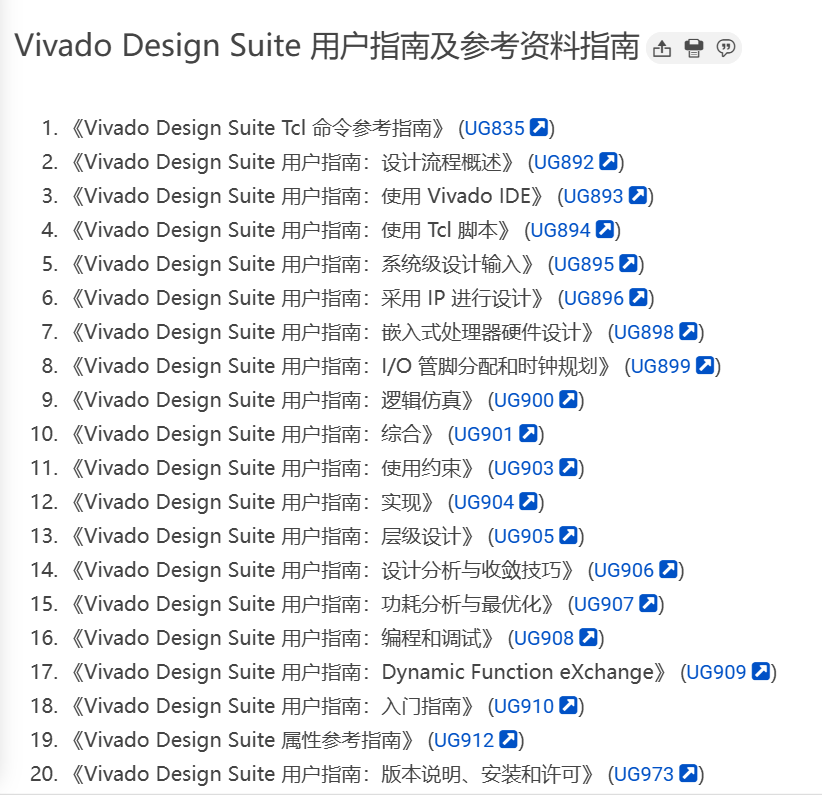 Vivado Design Suite 用户指南及参考资料指南
1. 《Vivado Design Suite Tcl 命令参考指南》 (UG835)
2. 《Vivado Design Suite 用户指南：设计流程概述》 (UG892)
3. 《Vivado Design Suite 用户指南：使用 Vivado IDE》 (UG893)
4. 《Vivado Design Suite 用户指南：使用 Tcl 脚本》 (UG894)
5. 《Vivado Design Suite 用户指南：系统级设计输入》 (UG895)
6. 《Vivado Design Suite 用户指南：采用 IP 进行设计》 (UG896)
7. 《Vivado Design Suite 用户指南：嵌入式处理器硬件设计》 (UG898)
8. 《Vivado Design Suite 用户指南：I/O 管脚分配和时钟规划》 (UG899)
9. 《Vivado Design Suite 用户指南：逻辑仿真》 (UG900)
10. 《Vivado Design Suite 用户指南：综合》 (UG901)
11. 《Vivado Design Suite 用户指南：使用约束》 (UG903)
12. 《Vivado Design Suite 用户指南：实现》 (UG904)
13. 《Vivado Design Suite 用户指南：层级设计》 (UG905)
14. 《Vivado Design Suite 用户指南：设计分析与收敛技巧》 (UG906)
15. 《Vivado Design Suite 用户指南：功耗分析与最优化》 (UG907)
16. 《Vivado Design Suite 用户指南：编程和调试》 (UG908)
17. 《Vivado Design Suite 用户指南：Dynamic Function eXchange》 (UG909)
18. 《Vivado Design Suite 用户指南：入门指南》 (UG910)
19. 《Vivado Design Suite 属性参考指南》 (UG912)
20. 《Vivado Design Suite 用户指南：版本说明、安装和许可》 (UG973)